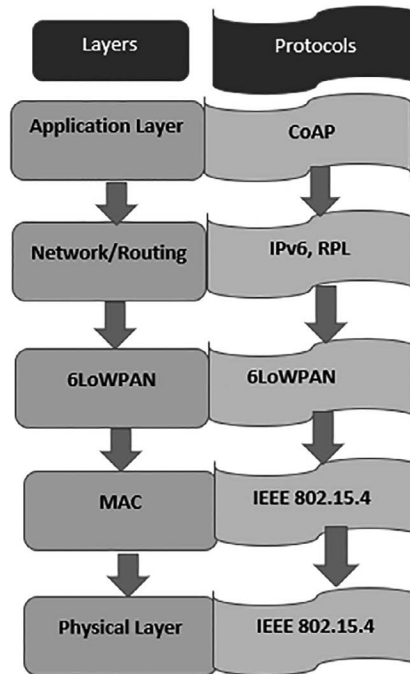 Layers
Protocols
Application Layer
CoAP
Network/Routing
IPv6, RPL
6LoWPAN
6LoWPAN
MAC
IEEE 802.15.4
Physical Layer
IEEE 802.15.4